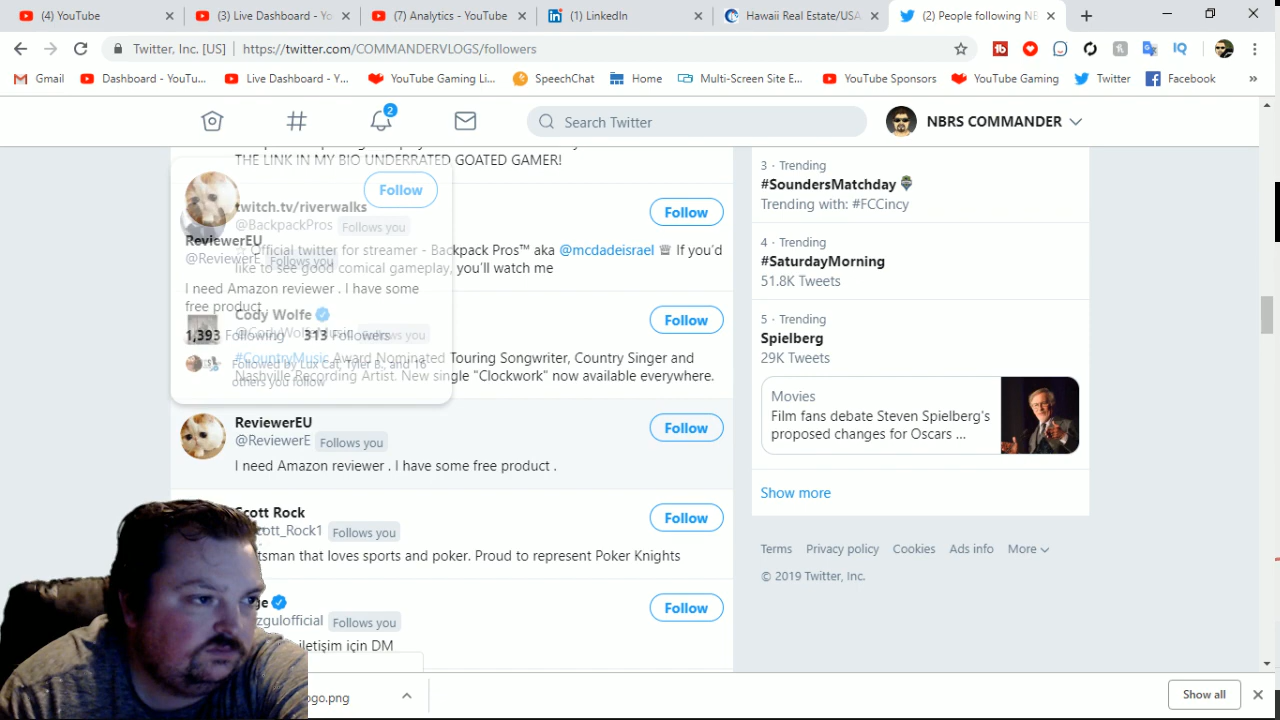 (4) YouTube
(3) Live Dashboard - Yo
(7) Analytics - YouTube
(1) LinkedIn
Hawaii Real Estate/USA
(2) People following NB
Twitter, Inc. [US] | https://twitter.com/COMMANDERVLOGS/followers
IQ
Gmail
Dashboard - YouTu...
Live Dashboard - Y...
YouTube Gaming Li...
SpeechChat
Home
Multi-Screen Site E...
YouTube Sponsors
YouTube Gaming
Twitter
Facebook
»
2
Search Twitter
NBRS COMMANDER
THE LINK IN MY BIO UNDERRATED GOATED GAMER!
twitch.tv/riverwalks
@BackpackPros Follows you
Follow
☆ Official twitter for streamer - Backpack Pros™ aka @mcdadeisrael ♕ If you'd
like to see good comical gameplay, you'll watch me
Cody Wolfe
@CodyWolfeMusic Follows you
Follow
#CountryMusic Award Nominated Touring Songwriter, Country Singer and
Nashville Recording Artist. New single "Clockwork" now available everywhere.
Follow
ReviewerEU
@ReviewerE Follows you
I need Amazon reviewer . I have some
free product .
1,393 Following 313 Followers
Followed by Lux Cat, Tyler B., and 16
others you follow
ReviewerEU
@ReviewerE Follows you
Follow
I need Amazon reviewer . I have some free product .
Scott Rock
cott_Rock1 Follows you
Follow
tsman that loves sports and poker. Proud to represent Poker Knights
ge
zgulofficial Follows you
Follow
iletişim için DM
3 · Trending
#SoundersMatchday
Trending with: #FCCincy
4 · Trending
#SaturdayMorning
51.8K Tweets
5 · Trending
Spielberg
29K Tweets
Movies
Film fans debate Steven Spielberg's
proposed changes for Oscars ...
Show more
Terms Privacy policy Cookies Ads info More
© 2019 Twitter, Inc.
ogo.png
Show all